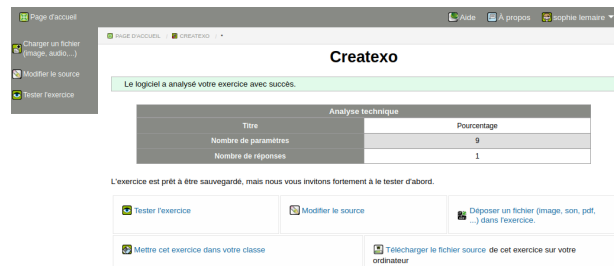 Page d'accueil
Aide
À propos
sophie lemaire
Charger un fichier
(image, audio,...)
Modifier le source
Tester l'exercice
PAGE D'ACCUEIL / CREATEXO /
Createxo
Le logiciel a analysé votre exercice avec succès.
Analyse technique
Titre Pourcentage
Nombre de paramètres 9
Nombre de réponses 1
L'exercice est prêt à être sauvegardé, mais nous vous invitons fortement à le tester d'abord.
Tester l'exercice
Modifier le source
Déposer un fichier (image, son, pdf,
...) dans l'exercice.
Mettre cet exercice dans votre classe
Télécharger le fichier source de cet exercice sur votre
ordinateur